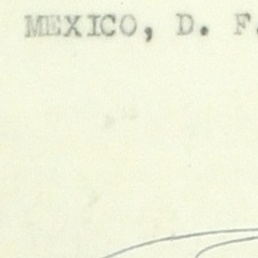 MEXICO, D. F.